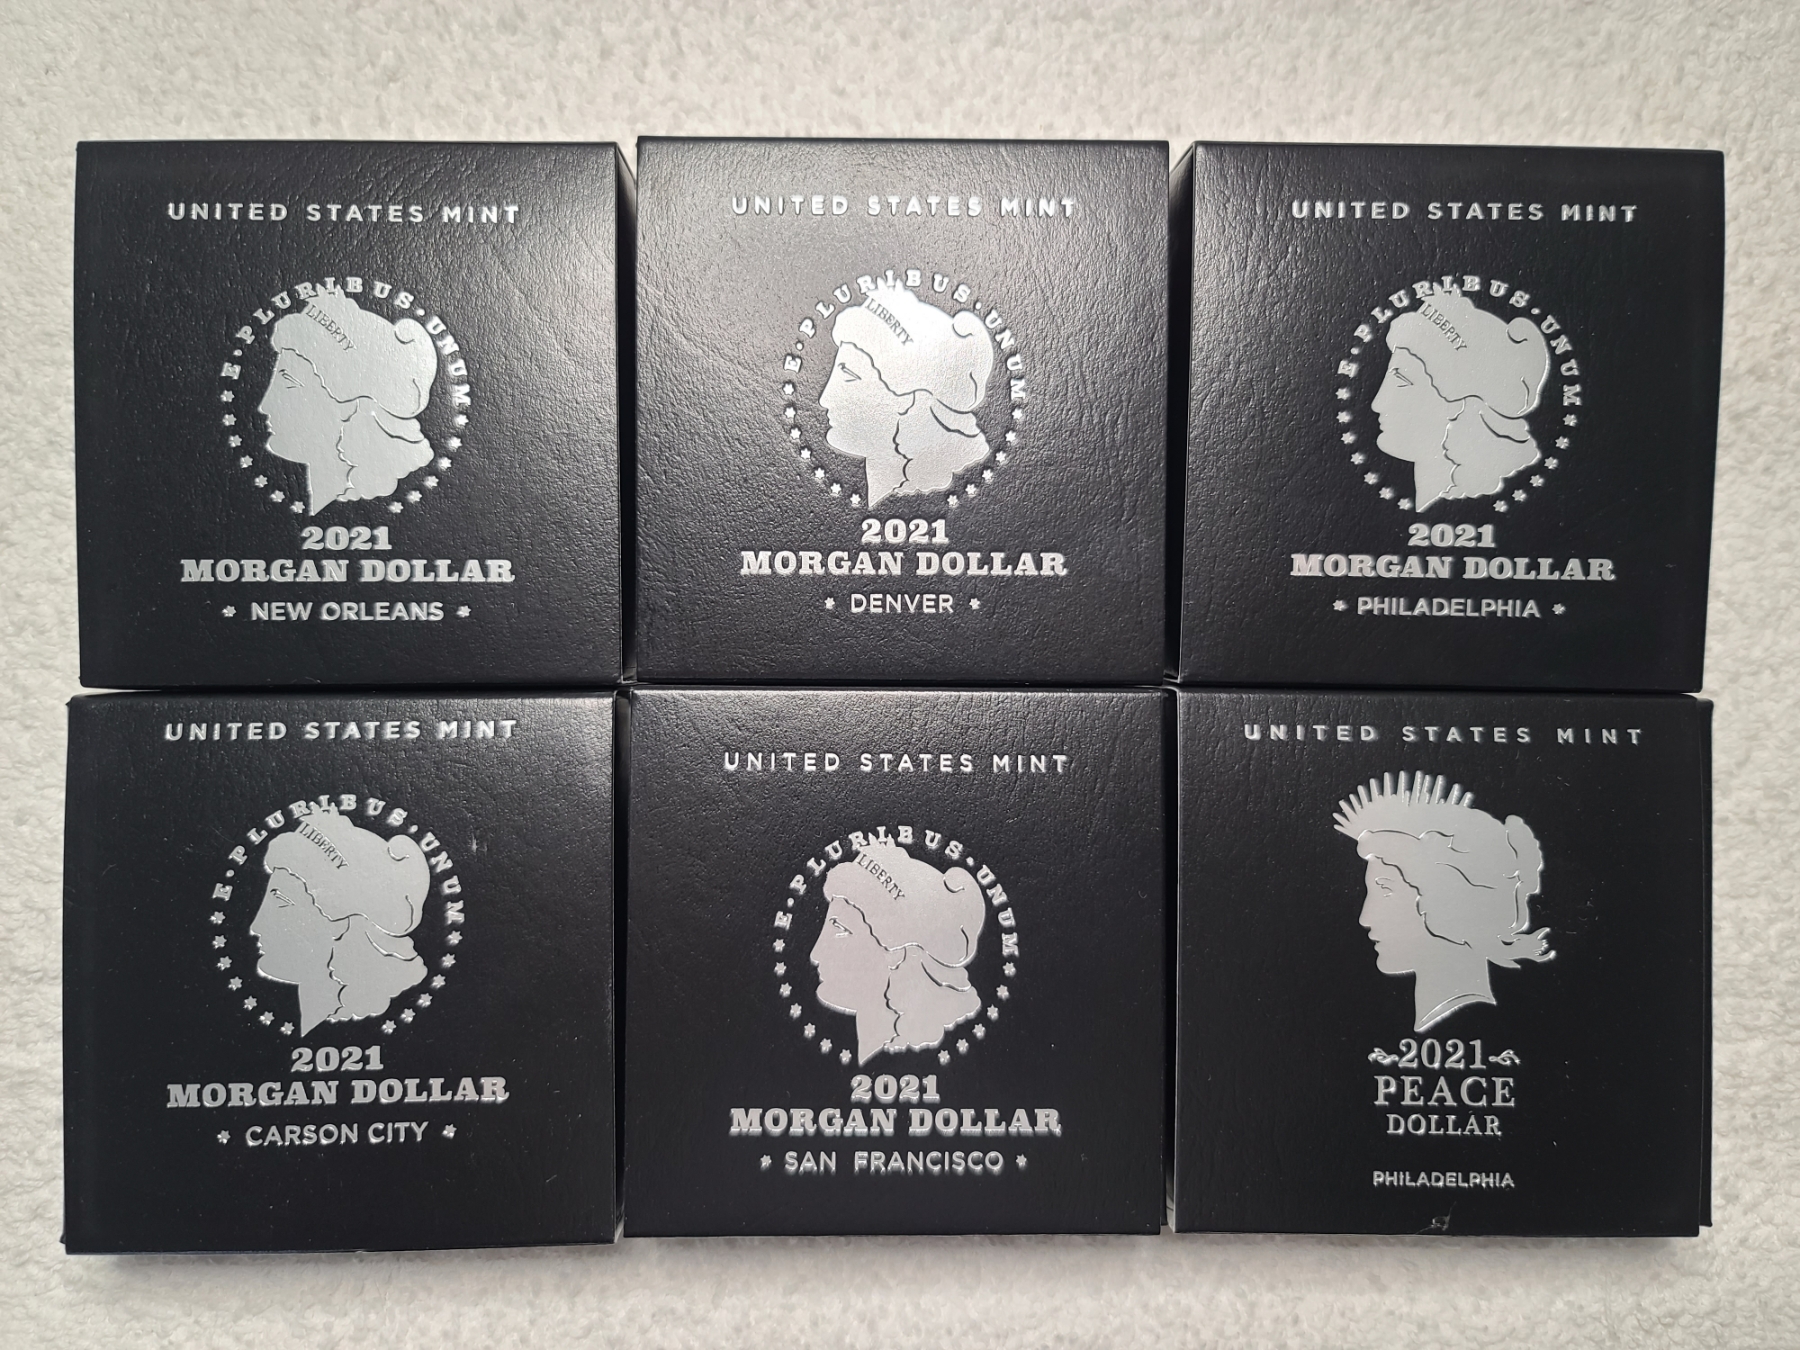 UNITED STATES MINT
E·PLURIBUS·UNUM
LIBERTY
2021
MORGAN DOLLAR
* NEW ORLEANS *
UNITED STATES MINT
E·PLURIBUS·UNUM
LIBERTY
2021
MORGAN DOLLAR
* DENVER *
UNITED STATES MINT
E·PLURIBUS·UNUM
LIBERTY
2021
MORGAN DOLLAR
* PHILADELPHIA *
UNITED STATES MINT
E·PLURIBUS·UNUM
LIBERTY
2021
MORGAN DOLLAR
* CARSON CITY *
UNITED STATES MINT
E·PLURIBUS·UNUM
LIBERTY
2021
MORGAN DOLLAR
* SAN FRANCISCO *
UNITED STATES MINT
2021
PEACE
DOLLAR
PHILADELPHIA